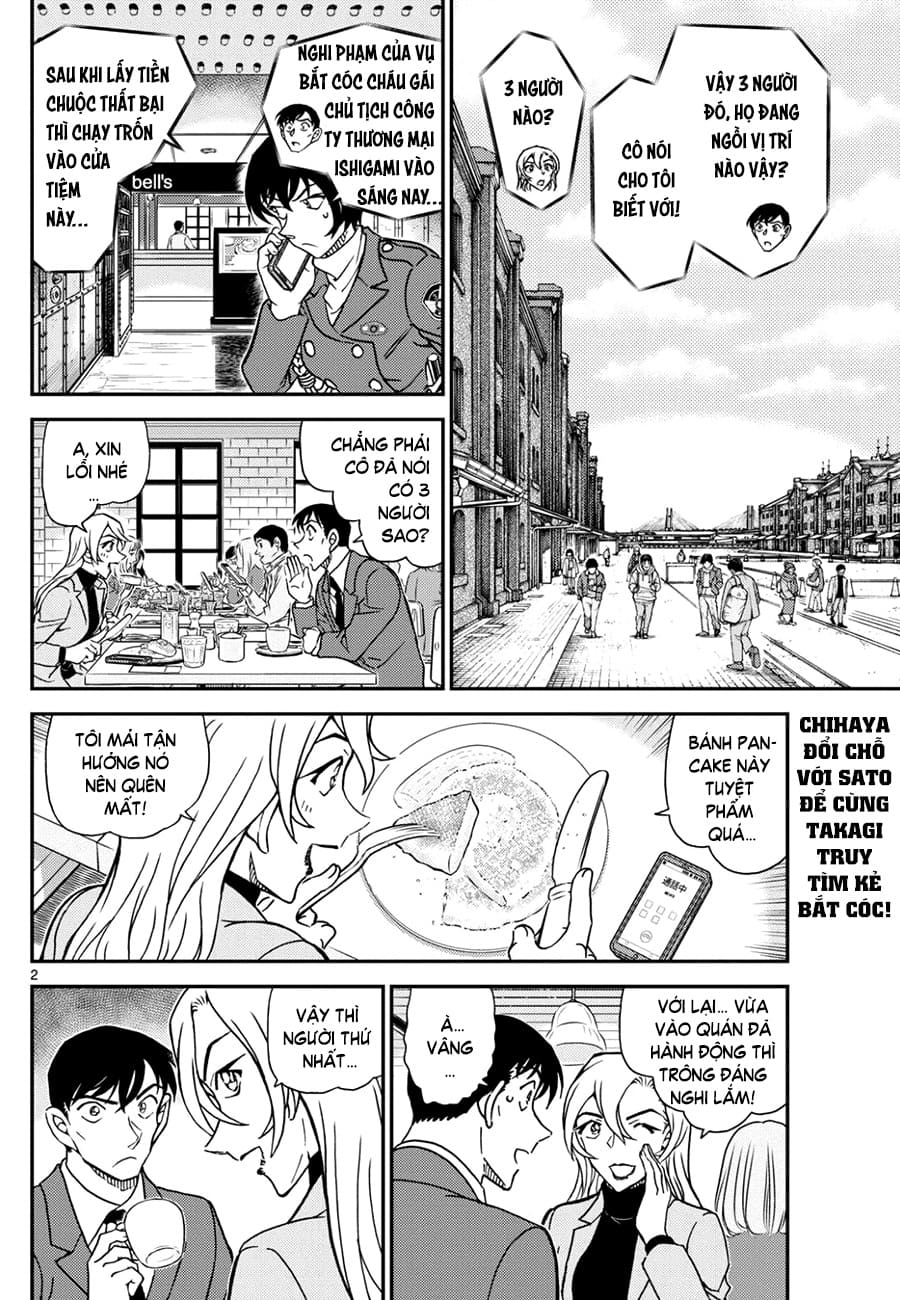 VẬY 3 NGƯỜI
ĐÓ, HỌ ĐANG
NGỒI VỊ TRÍ
NÀO VẬY?
CÔ NÓI
CHO TÔI
BIẾT VỚI!
3 NGƯỜI
NÀO?
NGHI PHẠM CỦA VỤ
BẮT CÓC CHÁU GÁI
CHỦ TỊCH CÔNG
TY THƯƠNG MẠI
ISHIGAMI VÀO
SÁNG NAY...
SAU KHI LẤY TIỀN
CHUỘC THẤT BẠI
THÌ CHẠY TRỐN
VÀO CỬA
TIỆM
NÀY...
bell's
CHẲNG PHẢI
CÔ ĐÃ NÓI
CÓ 3
NGƯỜI
SAO?
A, XIN
LỖI NHÉ
...
CHIHAYA
ĐỔI CHỖ
VỚI SATO
ĐỂ CÙNG
TAKAGI
TRUY
TÌM KẺ
BẮT CÓC!
BÁNH PAN-
CAKE NÀY
TUYỆT
PHẨM
QUÁ...
通話中
TÔI MẢI TẬN
HƯỞNG NÓ
NÊN QUÊN
MẤT!
2
VỚI LẠI... VỪA
VÀO QUÁN ĐÃ
HÀNH ĐỘNG THÌ
TRÔNG ĐÁNG
NGHI LẮM!
À...
VÂNG
...
VẬY THÌ
NGƯỜI THỨ
NHẤT...